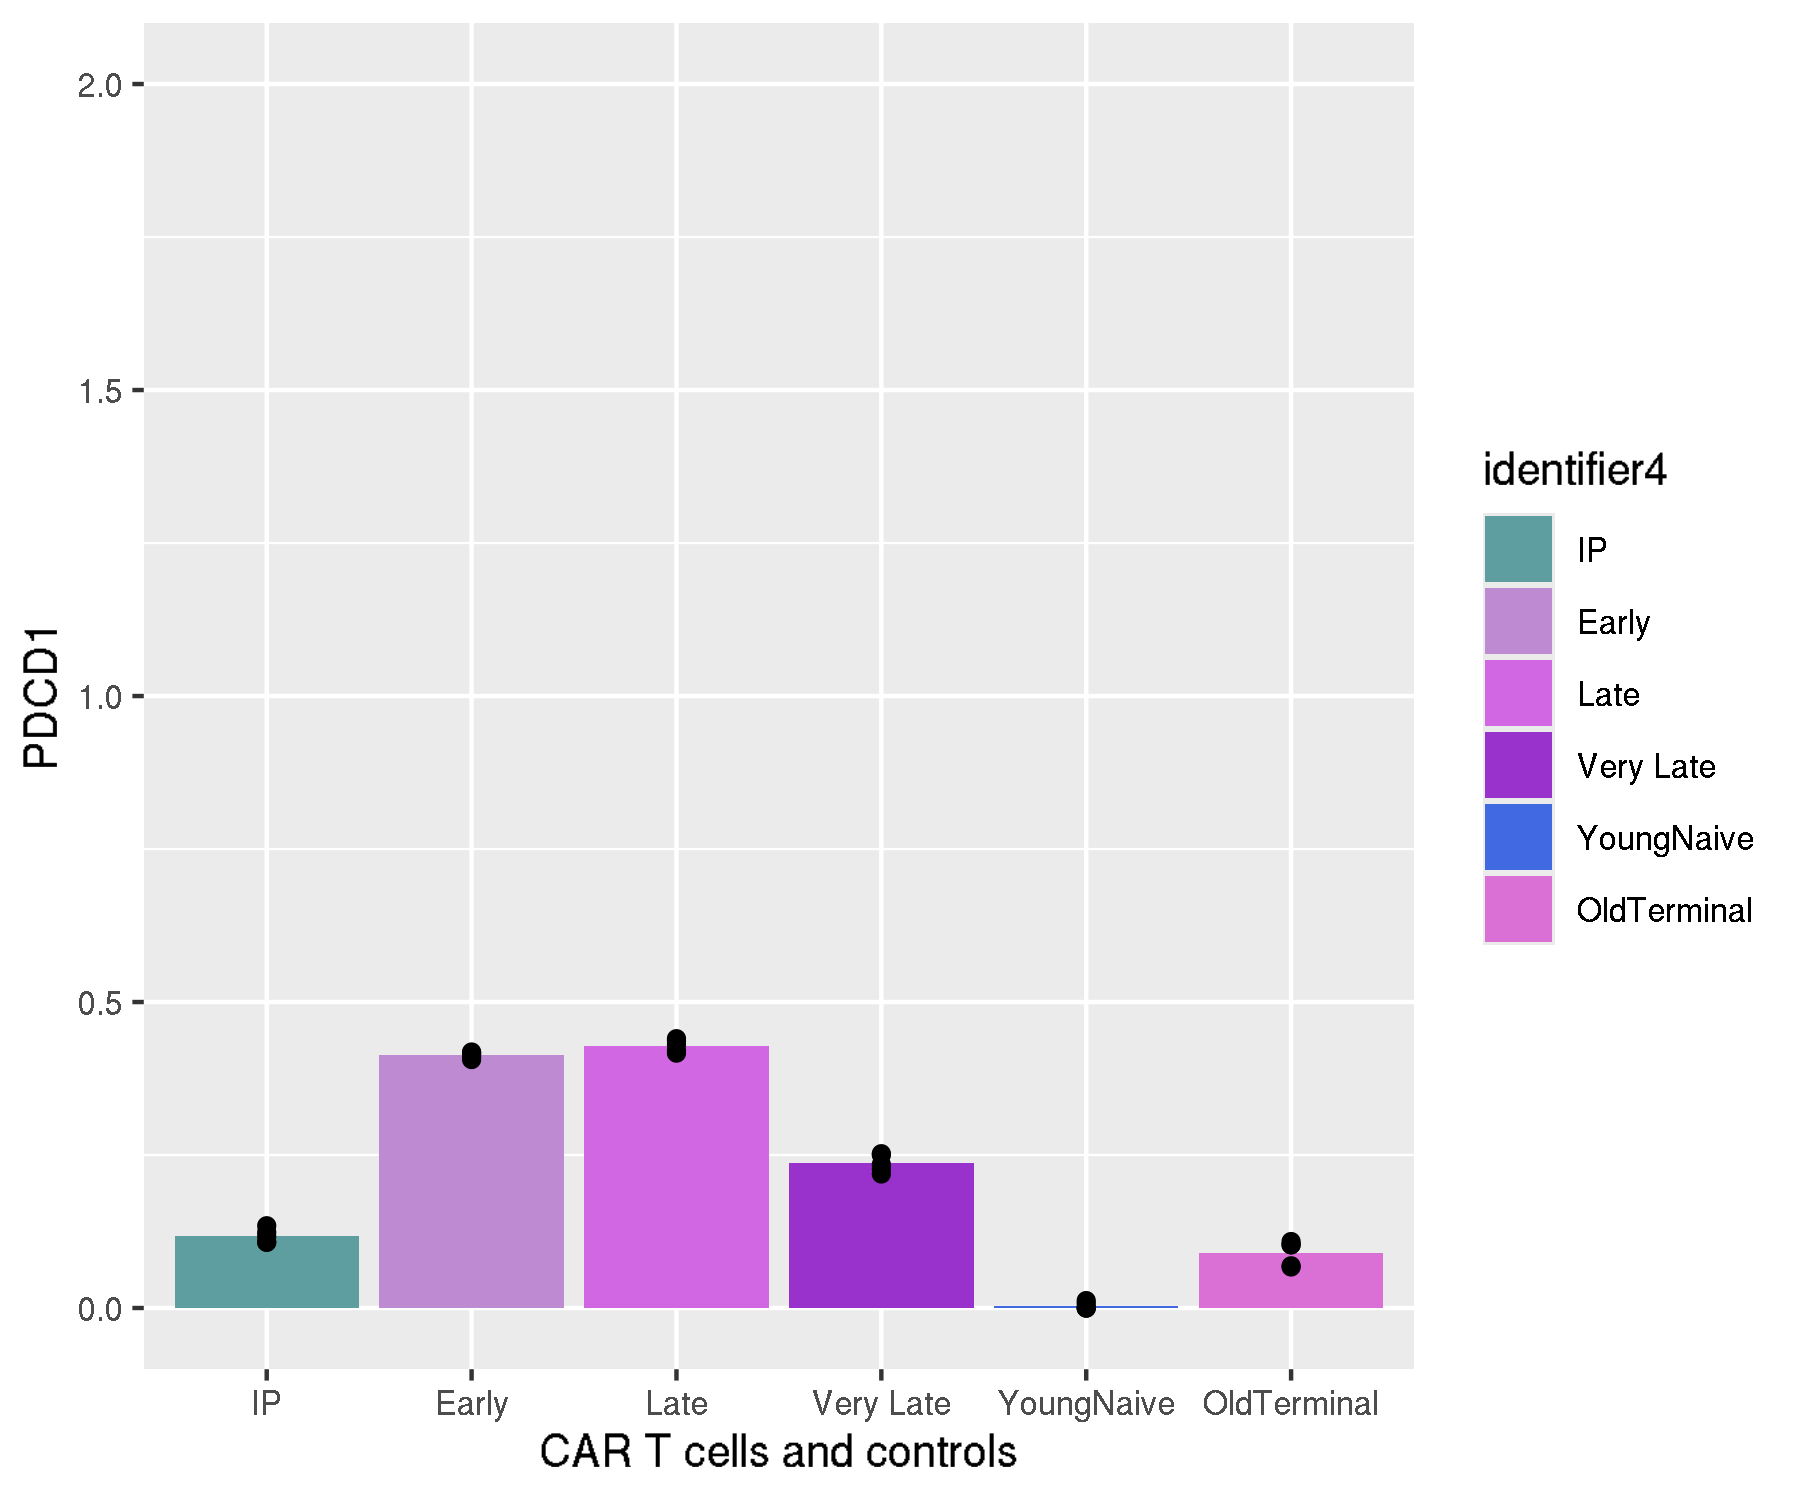 PDCD1
2.0
1.5
1.0
0.5
0.0
IP Early Late Very Late YoungNaive OldTerminal
CAR T cells and controls
identifier4
IP
Early
Late
Very Late
YoungNaive
OldTerminal